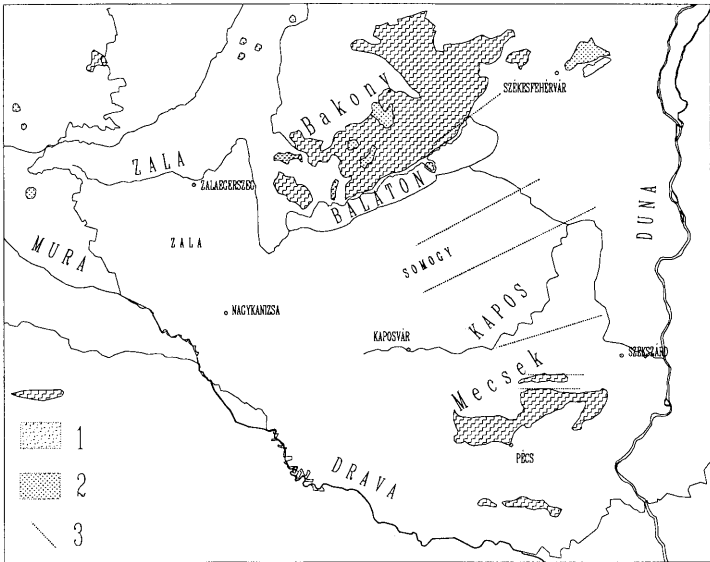 Bakony
SZÉKESFEHÉRVÁR
ZALA
ZALAEGERSZEG
BALATON
DUNA
MURA
ZALA
SOMOGY
NAGYKANIZSA
KAPOS
KAPOSVÁR
SZEKSZÁRD
Mecsek
1
PÉCS
2
DRAVA
3